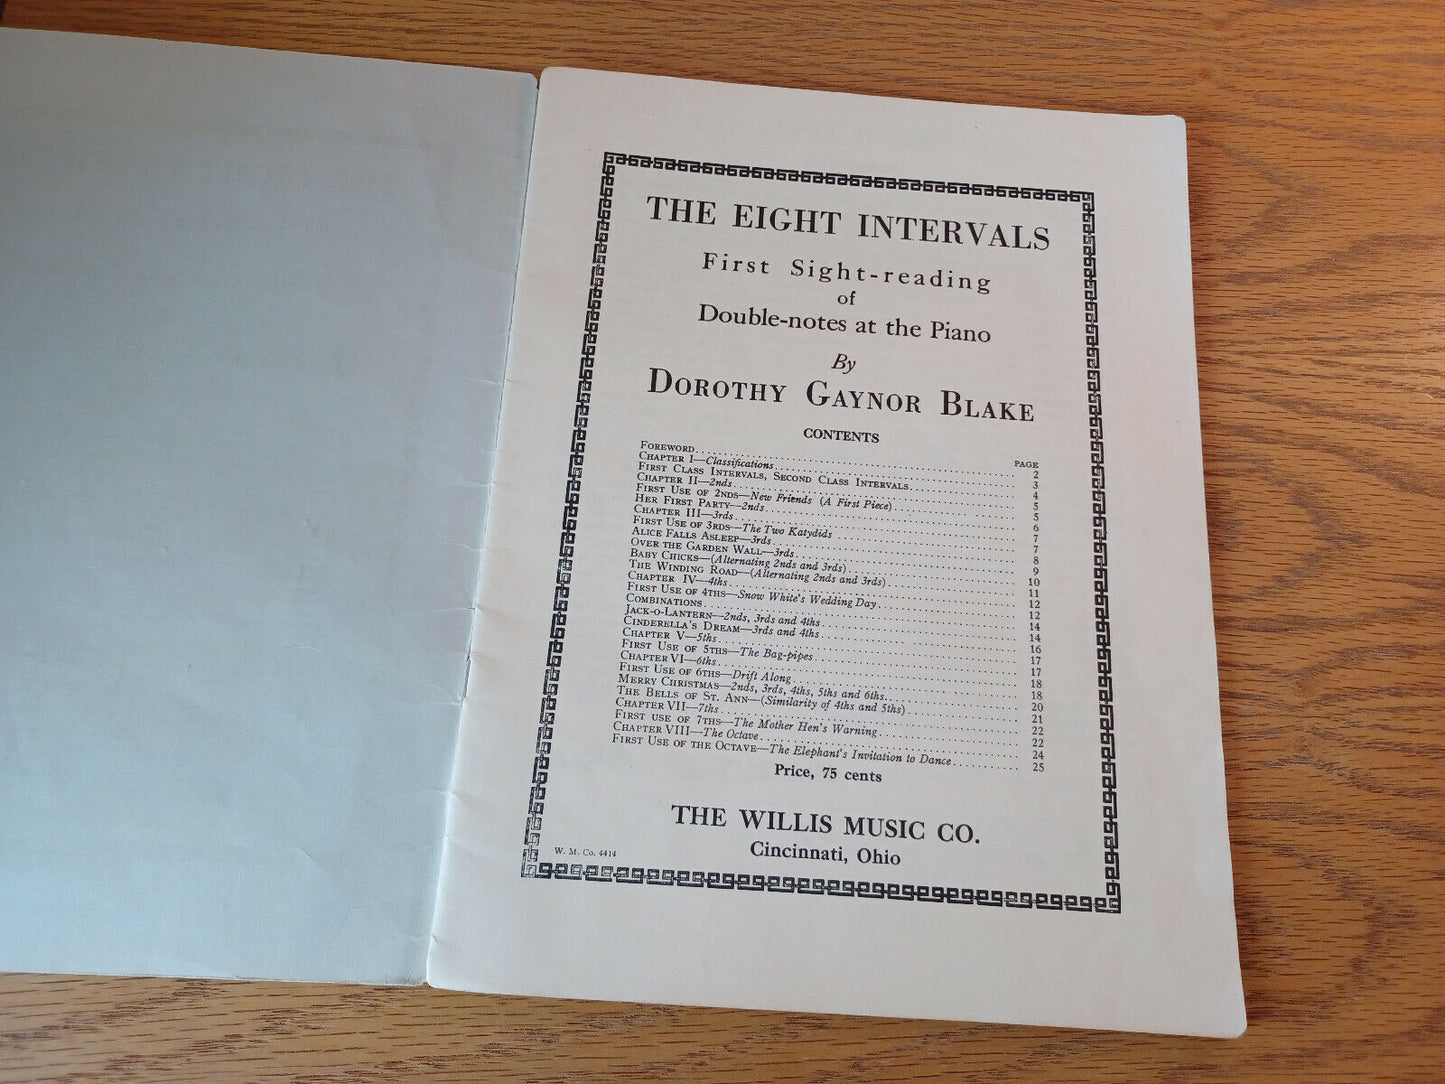 THE EIGHT INTERVALS
First Sight-reading
of
Double-notes at the Piano
By
DOROTHY GAYNOR BLAKE
CONTENTS
PAGE
FOREWORD 2
CHAPTER I—Classifications 3
FIRST CLASS INTERVALS, SECOND CLASS INTERVALS 4
CHAPTER II—2nds 5
FIRST USE OF 2NDS—New Friends (A First Piece) 5
HER FIRST PARTY—2nds 6
CHAPTER III—3rds 7
FIRST USE OF 3RDS—The Two Katydids 7
ALICE FALLS ASLEEP—3rds 8
OVER THE GARDEN WALL—3rds 9
BABY CHICKS—(Alternating 2nds and 3rds) 10
THE WINDING ROAD—(Alternating 2nds and 3rds) 11
CHAPTER IV—4ths 12
FIRST USE OF 4THS—Snow White's Wedding Day 12
COMBINATIONS 14
JACK-O-LANTERN—2nds, 3rds and 4ths 14
CINDERELLA'S DREAM—3rds and 4ths 16
CHAPTER V—5ths 17
FIRST USE OF 5THS—The Bag-pipes 17
CHAPTER VI—6ths 18
FIRST USE OF 6THS—Drift Along 18
MERRY CHRISTMAS—2nds, 3rds, 4ths, 5ths and 6ths 20
THE BELLS OF ST. ANN—(Similarity of 4ths and 5ths) 21
CHAPTER VII—7ths 22
FIRST USE OF 7THS—The Mother Hen's Warning 22
CHAPTER VIII—The Octave 24
FIRST USE OF THE OCTAVE—The Elephant's Invitation to Dance 25
Price, 75 cents
THE WILLIS MUSIC CO.
Cincinnati, Ohio
W. M. Co. 4414